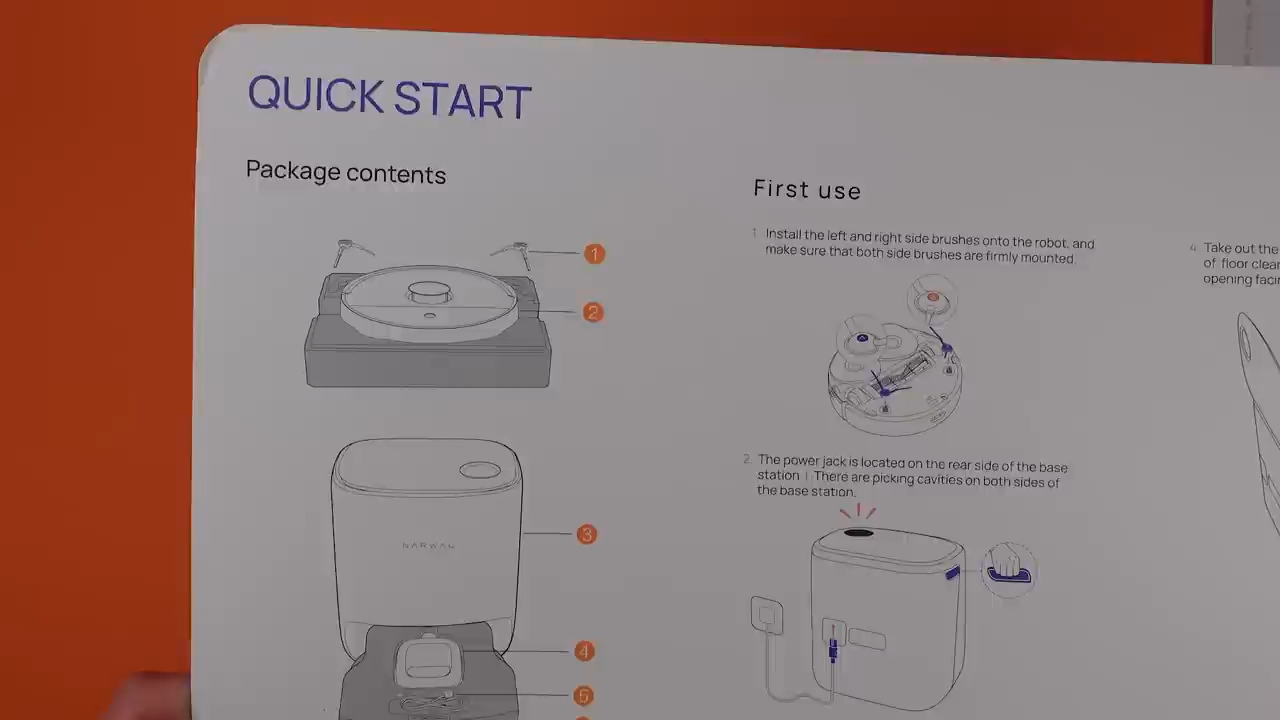 QUICK START
Package contents
1
2
NARWAL
3
4
5
First use
1. Install the left and right side brushes onto the robot, and
make sure that both side brushes are firmly mounted.
2. The power jack is located on the rear side of the base
station | There are picking cavities on both sides of
the base station.
4. Take out the
of floor clea
opening faci